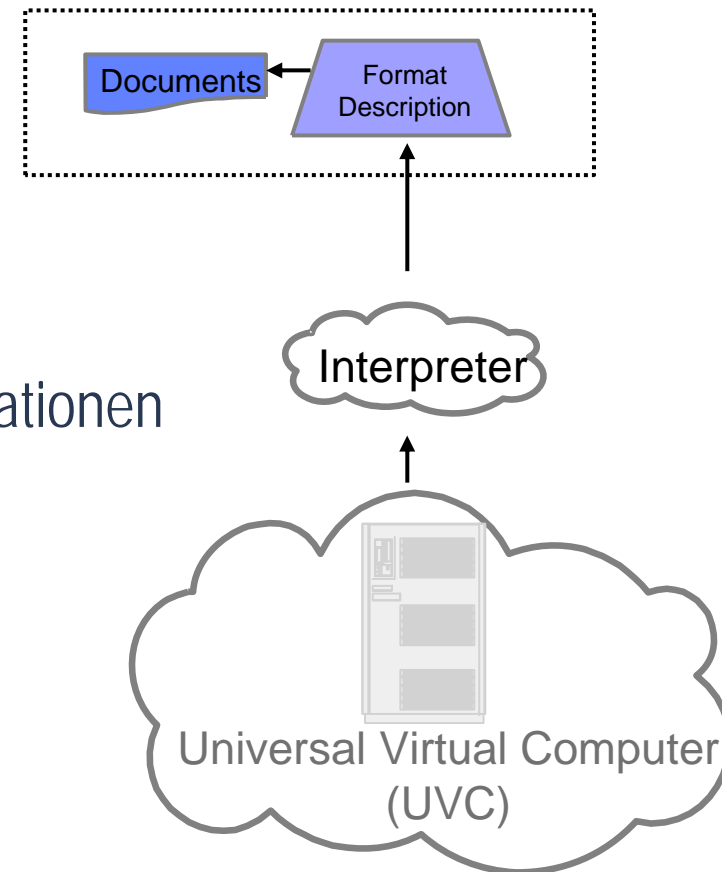 Documents
Format
Description
Interpreter
ationen
Universal Virtual Computer
(UVC)